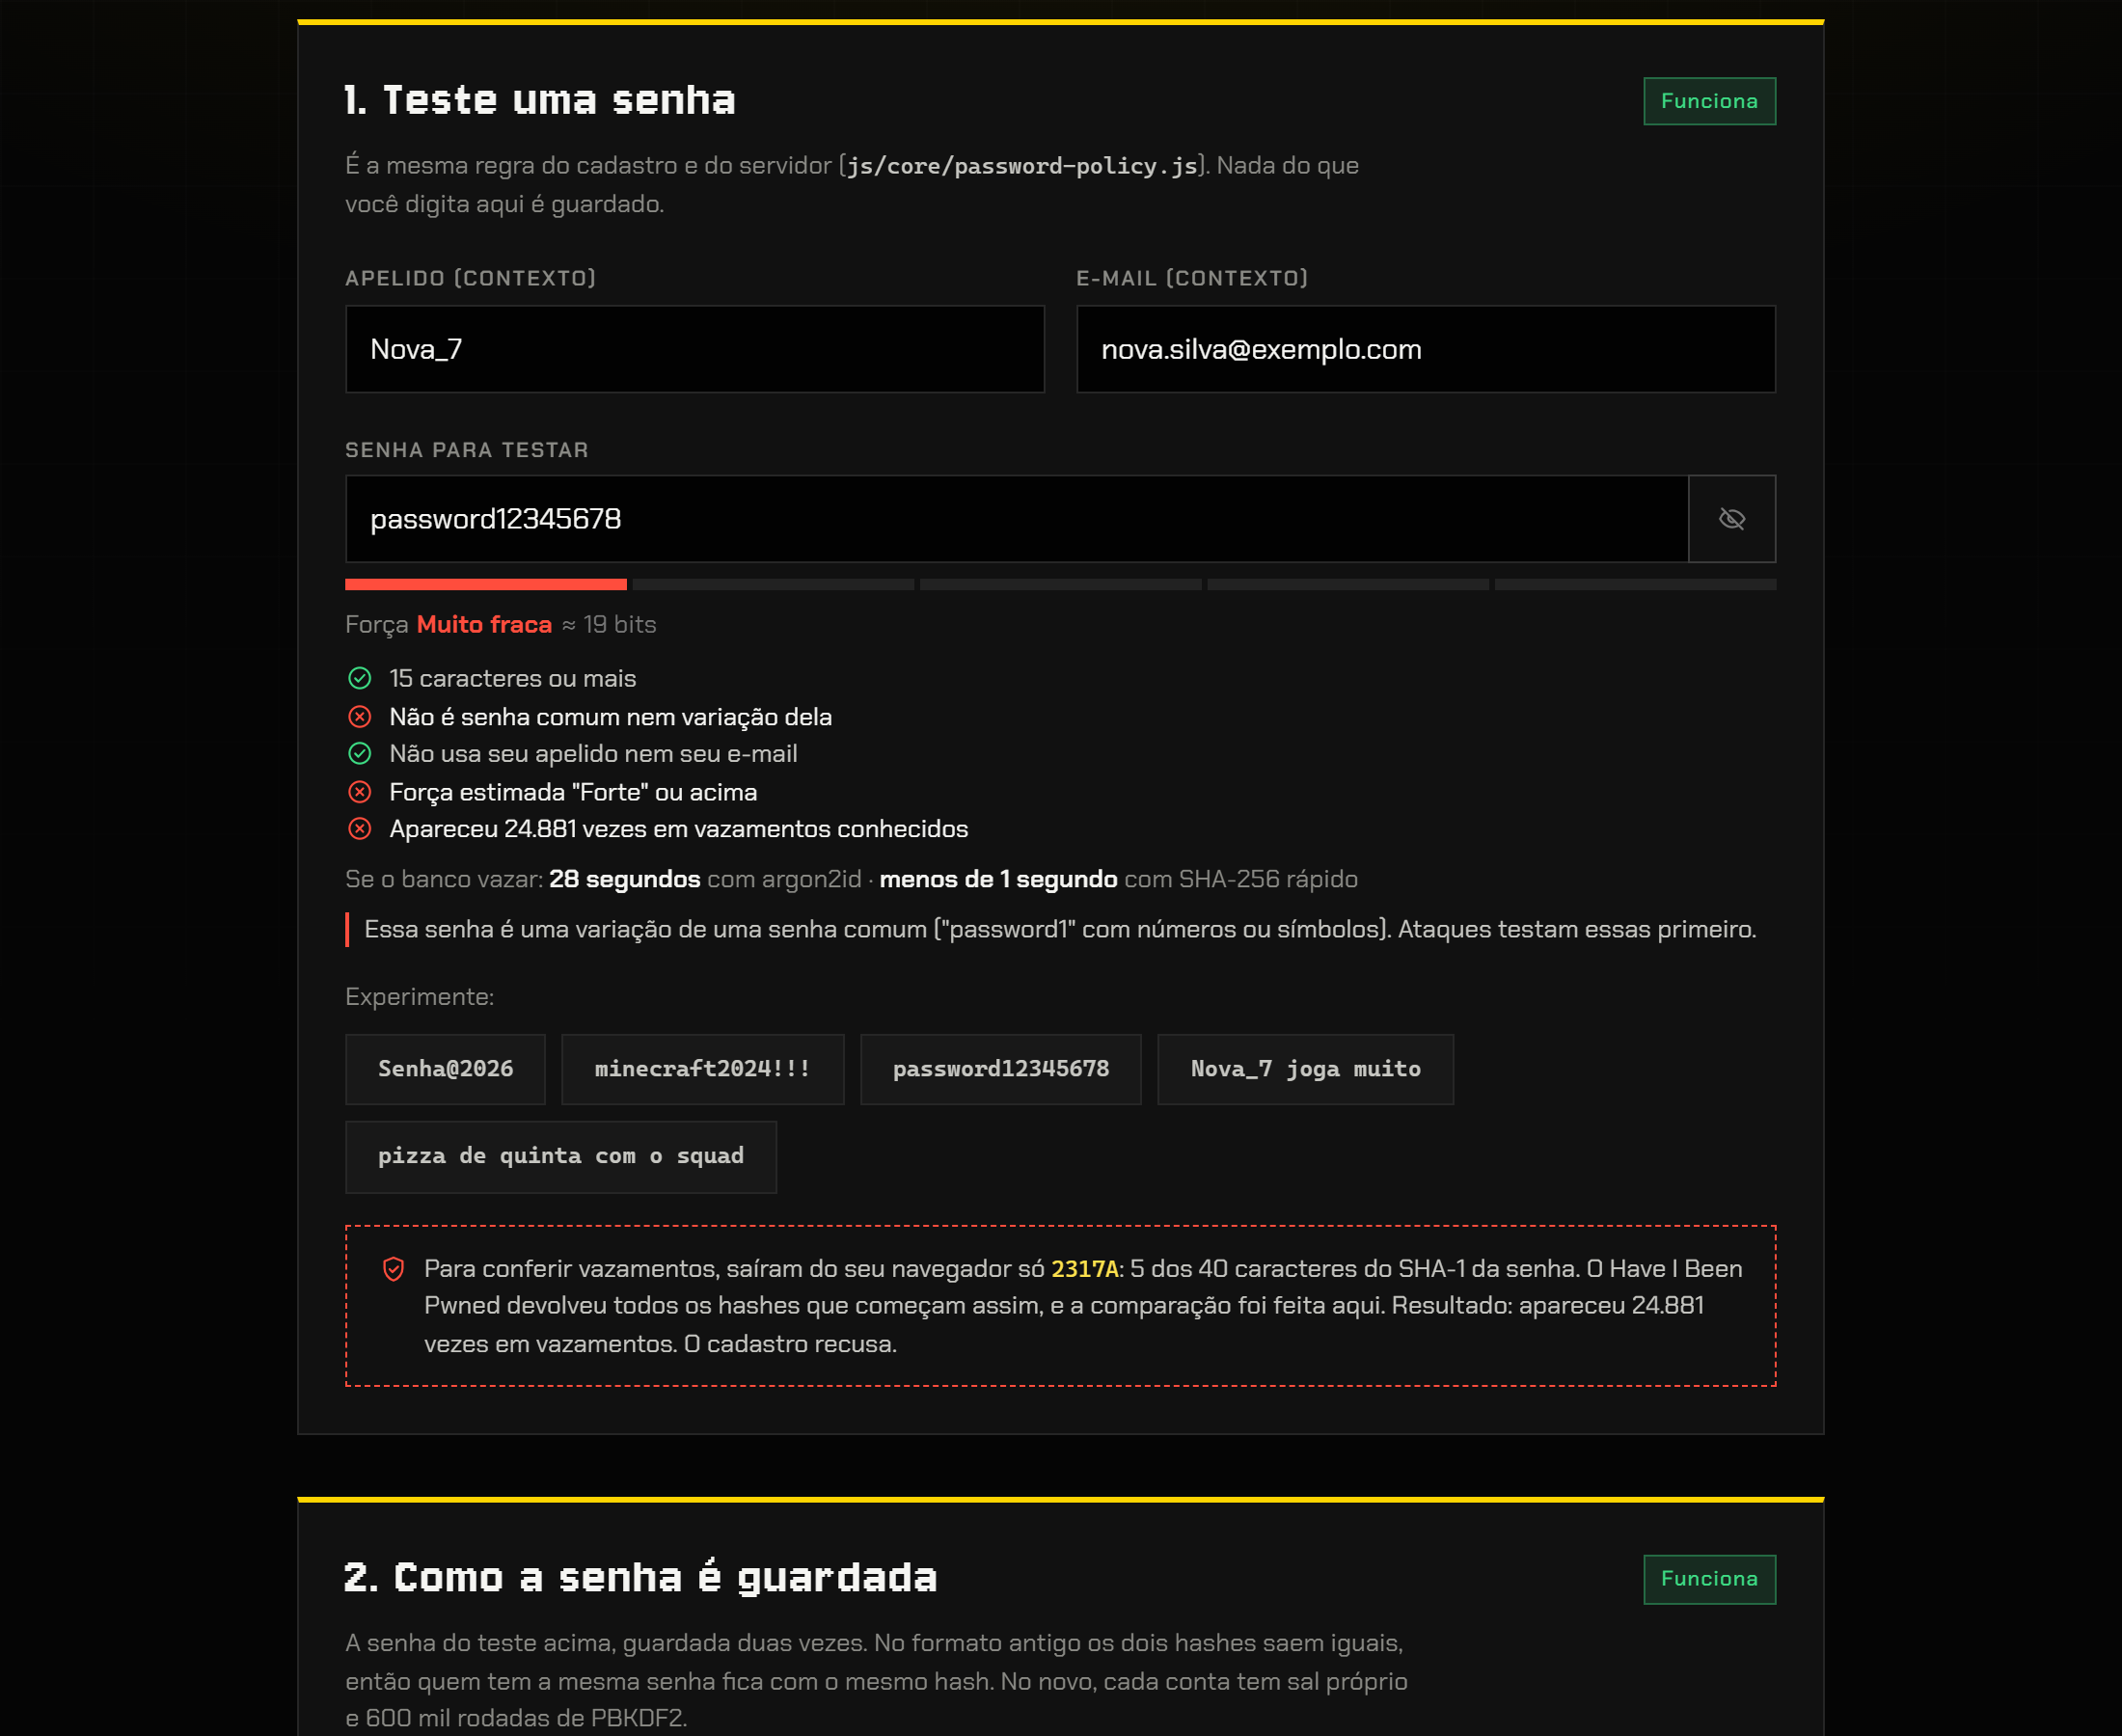 1. Teste uma senha
Funciona
É a mesma regra do cadastro e do servidor (js/core/password-policy.js). Nada do que
você digita aqui é guardado.
APELIDO (CONTEXTO)
E-MAIL (CONTEXTO)
Nova_7
nova.silva@exemplo.com
SENHA PARA TESTAR
password12345678
Força Muito fraca ≈ 19 bits
15 caracteres ou mais
Não é senha comum nem variação dela
Não usa seu apelido nem seu e-mail
Força estimada "Forte" ou acima
Apareceu 24.881 vezes em vazamentos conhecidos
Se o banco vazar: 28 segundos com argon2id · menos de 1 segundo com SHA-256 rápido
Essa senha é uma variação de uma senha comum ("password1" com números ou símbolos). Ataques testam essas primeiro.
Experimente:
Senha@2026
minecraft2024!!!
password12345678
Nova_7 joga muito
pizza de quinta com o squad
Para conferir vazamentos, saíram do seu navegador só 2317A: 5 dos 40 caracteres do SHA-1 da senha. O Have I Been
Pwned devolveu todos os hashes que começam assim, e a comparação foi feita aqui. Resultado: apareceu 24.881
vezes em vazamentos. O cadastro recusa.
2. Como a senha é guardada
Funciona
A senha do teste acima, guardada duas vezes. No formato antigo os dois hashes saem iguais,
então quem tem a mesma senha fica com o mesmo hash. No novo, cada conta tem sal próprio
e 600 mil rodadas de PBKDF2.